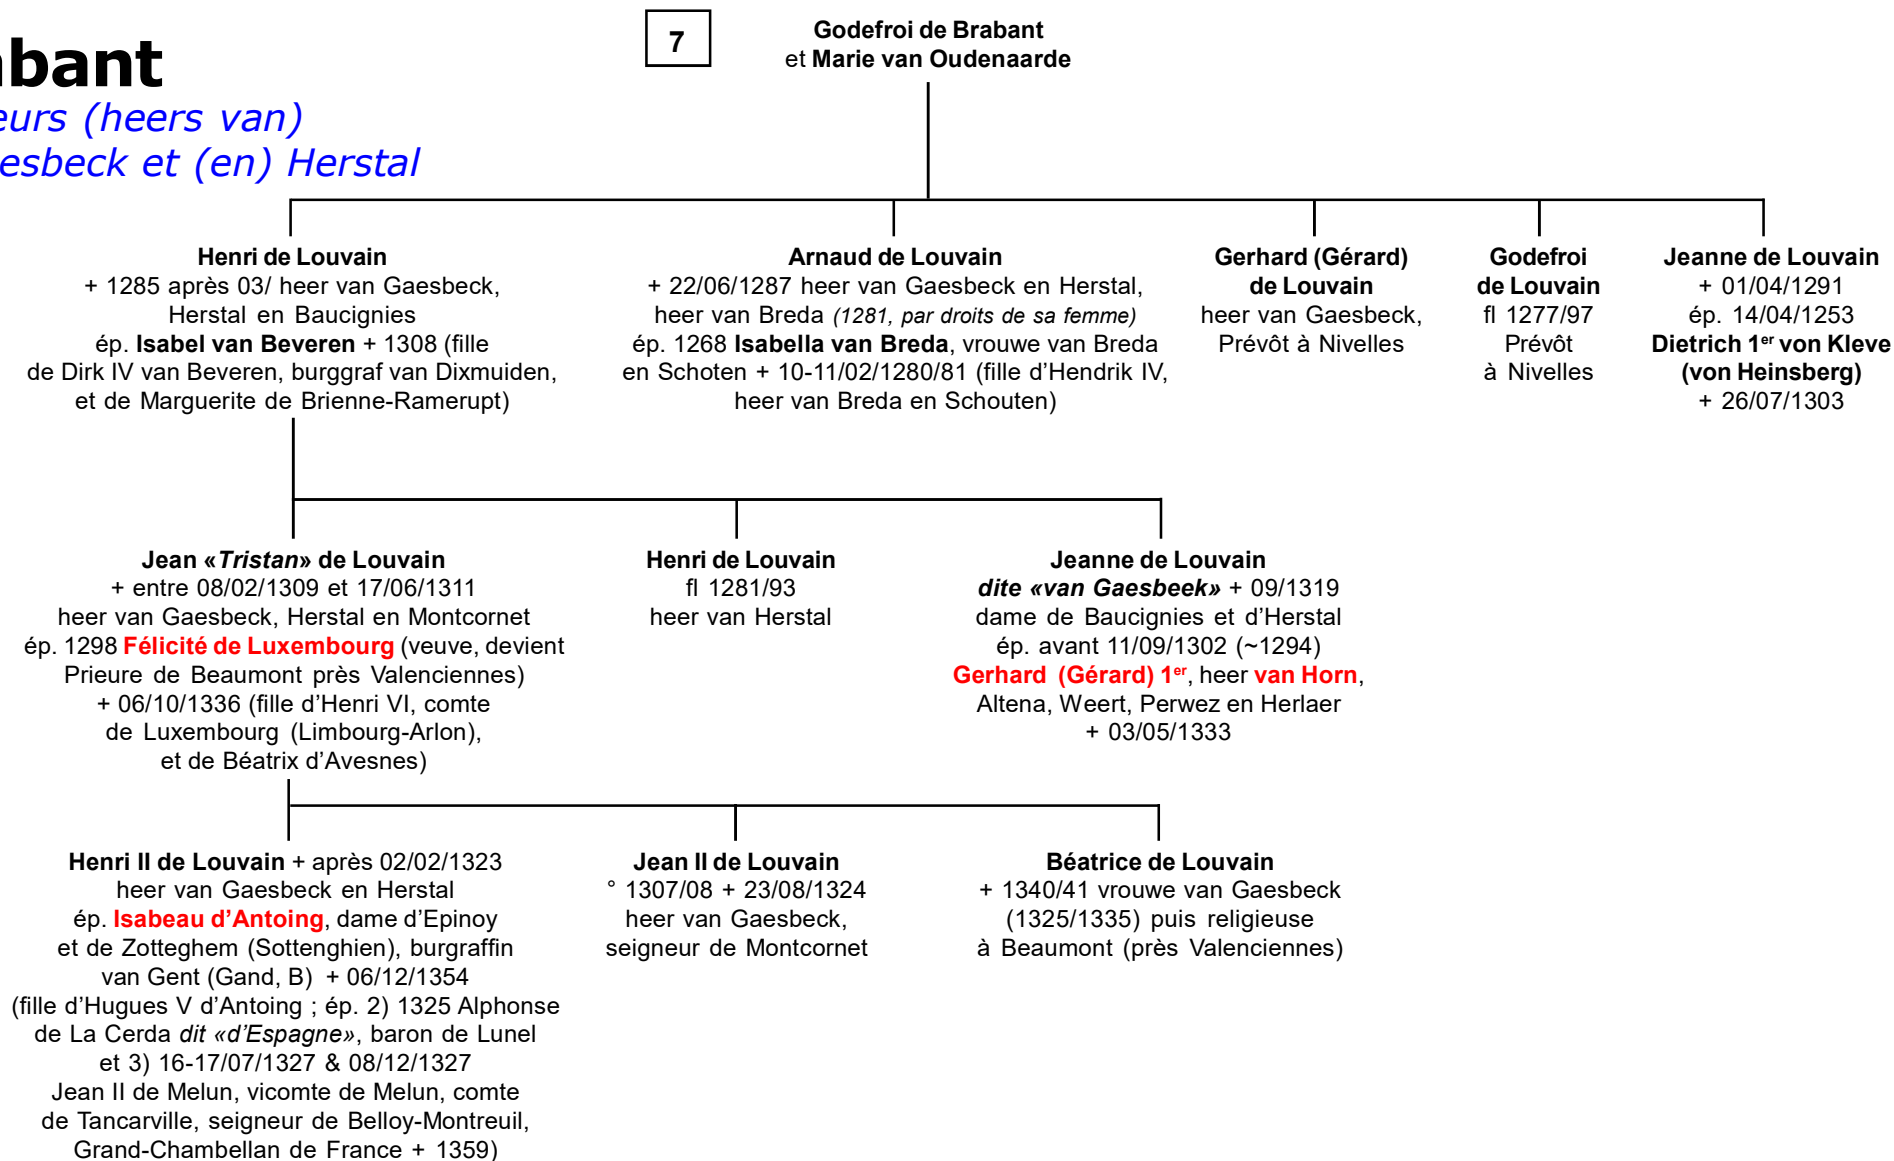 abant
eurs (heers van)
esbeck et (en) Herstal
7
Godefroi de Brabant
et Marie van Oudenaarde
Henri de Louvain
+ 1285 après 03/ heer van Gaesbeck,
Herstal en Baucignies
ép. Isabel van Beveren + 1308 (fille
de Dirk IV van Beveren, burggraf van Dixmuiden,
et de Marguerite de Brienne-Ramerupt)
Arnaud de Louvain
+ 22/06/1287 heer van Gaesbeck en Herstal,
heer van Breda (1281, par droits de sa femme)
ép. 1268 Isabella van Breda, vrouwe van Breda
en Schoten + 10-11/02/1280/81 (fille d'Hendrik IV,
heer van Breda en Schouten)
Gerhard (Gérard)
de Louvain
heer van Gaesbeck,
Prévôt à Nivelles
Godefroi
de Louvain
fl 1277/97
Prévôt
à Nivelles
Jeanne de Louvain
+ 01/04/1291
ép. 14/04/1253
Dietrich 1er von Kleve
(von Heinsberg)
+ 26/07/1303
Jean «Tristan» de Louvain
+ entre 08/02/1309 et 17/06/1311
heer van Gaesbeck, Herstal en Montcornet
ép. 1298 Félicité de Luxembourg (veuve, devient
Prieure de Beaumont près Valenciennes)
+ 06/10/1336 (fille d'Henri VI, comte
de Luxembourg (Limbourg-Arlon),
et de Béatrix d'Avesnes)
Henri de Louvain
fl 1281/93
heer van Herstal
Jeanne de Louvain
dite «van Gaesbeek» + 09/1319
dame de Baucignies et d'Herstal
ép. avant 11/09/1302 (~1294)
Gerhard (Gérard) 1er, heer van Horn,
Altena, Weert, Perwez en Herlaer
+ 03/05/1333
Henri II de Louvain + après 02/02/1323
heer van Gaesbeck en Herstal
ép. Isabeau d'Antoing, dame d'Epinoy
et de Zotteghem (Sottenghien), burgraffin
van Gent (Gand, B) + 06/12/1354
(fille d'Hugues V d'Antoing ; ép. 2) 1325 Alphonse
de La Cerda dit «d'Espagne», baron de Lunel
et 3) 16-17/07/1327 & 08/12/1327
Jean II de Melun, vicomte de Melun, comte
de Tancarville, seigneur de Belloy-Montreuil,
Grand-Chambellan de France + 1359)
Jean II de Louvain
° 1307/08 + 23/08/1324
heer van Gaesbeck,
seigneur de Montcornet
Béatrice de Louvain
+ 1340/41 vrouwe van Gaesbeck
(1325/1335) puis religieuse
à Beaumont (près Valenciennes)